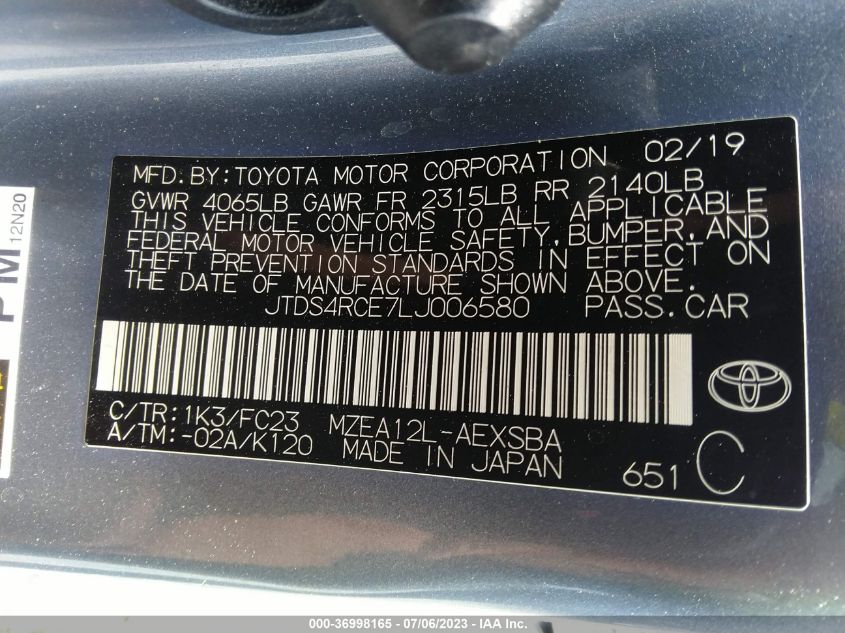 MFD. BY: TOYOTA MOTOR CORPORATION 02/19
GVWR 4065LB GAWR FR 2315LB RR 2140LB
THIS VEHICLE CONFORMS TO ALL APPLICABLE
FEDERAL MOTOR VEHICLE SAFETY, BUMPER, AND
THEFT PREVENTION STANDARDS IN EFFECT ON
THE DATE OF MANUFACTURE SHOWN ABOVE.
JTDS4RCE7LJ006580 PASS. CAR
C/TR: 1K3/FC23 MZEA12L-AEXSBA
A/TM: -02A/K120 MADE IN JAPAN
651 C
PM
12N20
000-36998165 - 07/06/2023 - IAA Inc.